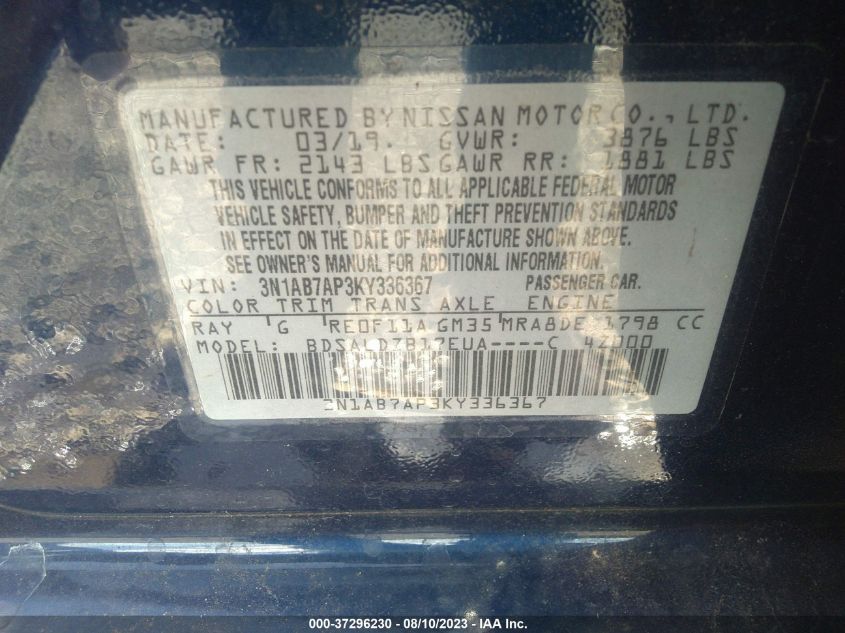 MANUFACTURED BY NISSAN MOTOR CO., LTD.
DATE: 03/19. GVWR: 3876 LBS
GAWR FR: 2143 LBS GAWR RR: 1881 LBS
THIS VEHICLE CONFORMS TO ALL APPLICABLE FEDERAL MOTOR
VEHICLE SAFETY, BUMPER AND THEFT PREVENTION STANDARDS
IN EFFECT ON THE DATE OF MANUFACTURE SHOWN ABOVE.
SEE OWNER'S MANUAL FOR ADDITIONAL INFORMATION.
VIN: 3N1AB7AP3KY336367 PASSENGER CAR.
COLOR TRIM TRANS AXLE ENGINE
RAY G RE0F11A GM35 MRA8DE 1798 CC
MODEL: BDSALD7B17EUA----C 4Z000
3N1AB7AP3KY336367
000-37296230 - 08/10/2023 - IAA Inc.